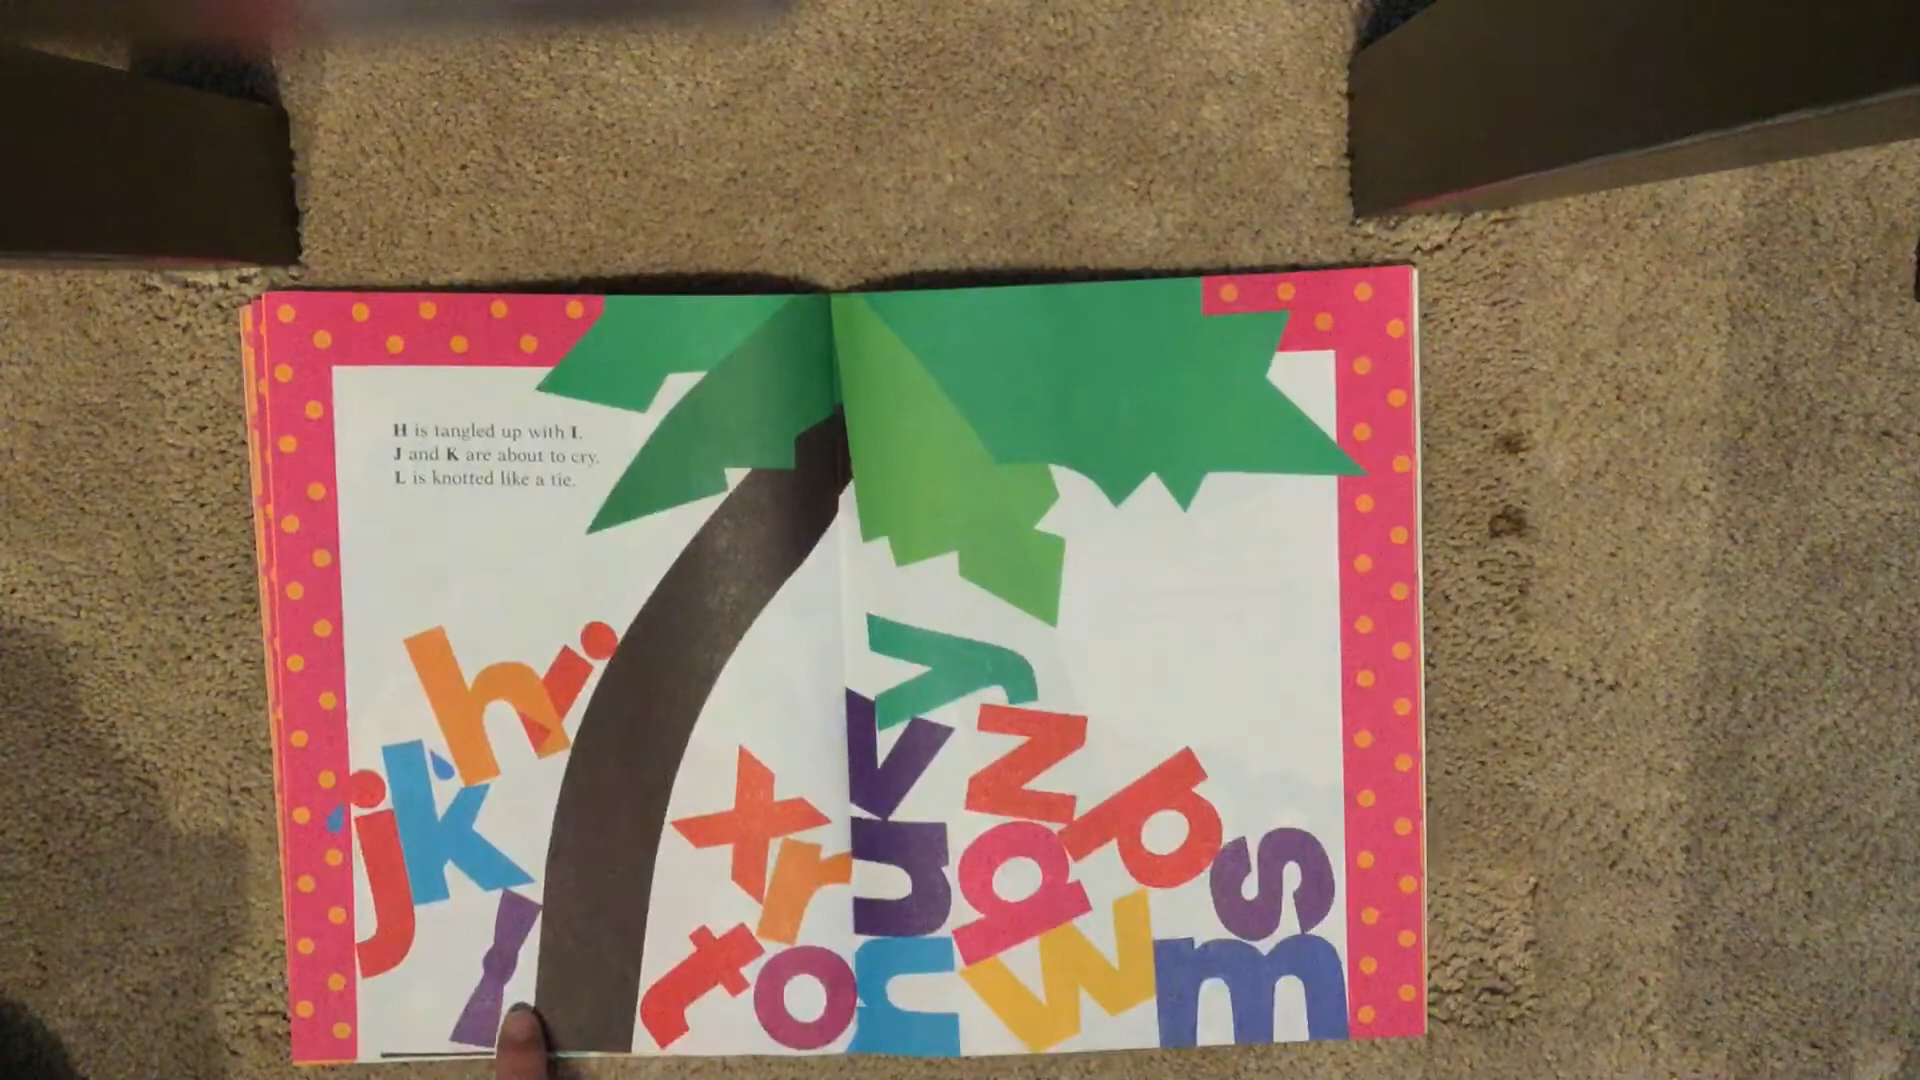 H is tangled up with I.
J and K are about to cry.
L is knotted like a tie.
h i
j k
l
y
v z
x p
r u q s
t o n w m